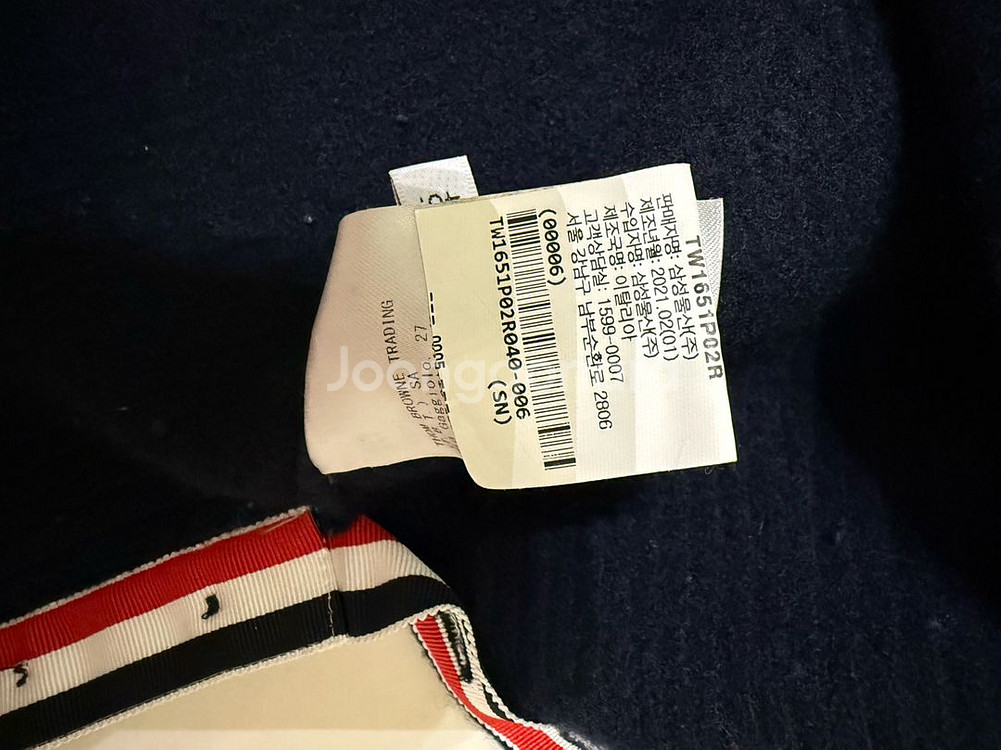 TW1651P02R
판매자명: 삼성물산(주)
제조년월: 2021.02(01)
수입자명: 삼성물산(주)
제조국명: 이탈리아
고객상담실: 1599-0007
서울 강남구 남부순환로 2806
(00006)
TW1651P02R040-006
(SN)
BROWNE TRADING
SA
Gaggiolo, 27